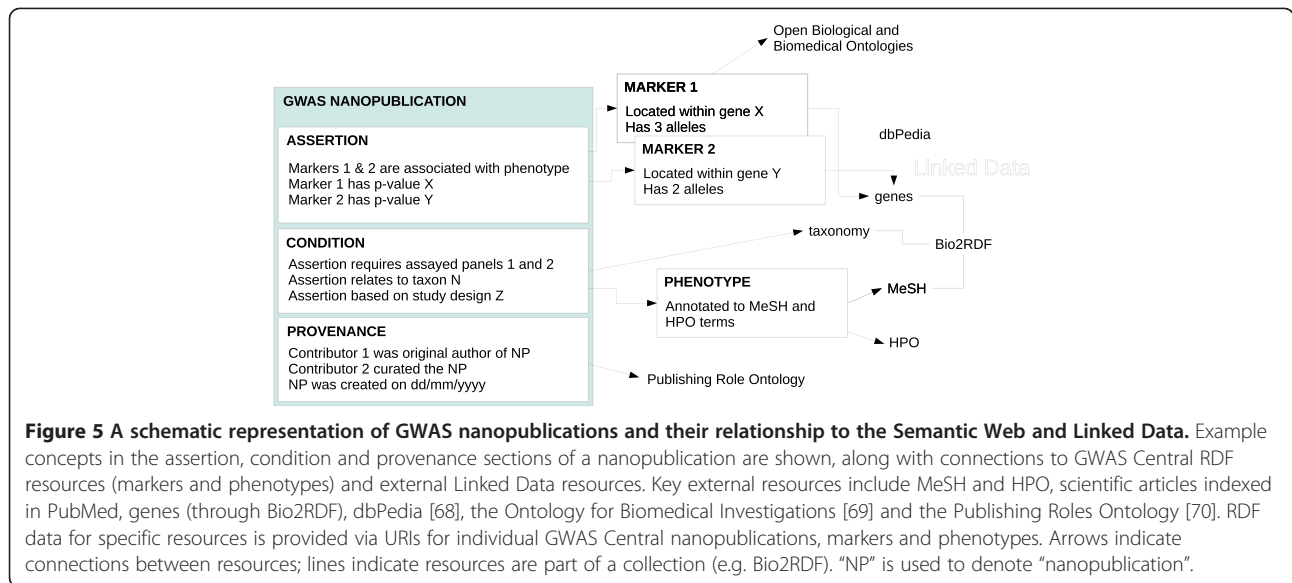 Open Biological and
Biomedical Ontologies
GWAS NANOPUBLICATION
ASSERTION
Markers 1 & 2 are associated with phenotype
Marker 1 has p-value X
Marker 2 has p-value Y
MARKER 1
Located within gene X
Has 3 alleles
MARKER 2
Located within gene Y
Has 2 alleles
dbPedia
Linked Data
genes
taxonomy
Bio2RDF
CONDITION
Assertion requires assayed panels 1 and 2
Assertion relates to taxon N
Assertion based on study design Z
PHENOTYPE
Annotated to MeSH and
HPO terms
MeSH
HPO
PROVENANCE
Contributor 1 was original author of NP
Contributor 2 curated the NP
NP was created on dd/mm/yyyy
Publishing Role Ontology
Figure 5 A schematic representation of GWAS nanopublications and their relationship to the Semantic Web and Linked Data. Example
concepts in the assertion, condition and provenance sections of a nanopublication are shown, along with connections to GWAS Central RDF
resources (markers and phenotypes) and external Linked Data resources. Key external resources include MeSH and HPO, scientific articles indexed
in PubMed, genes (through Bio2RDF), dbPedia [68], the Ontology for Biomedical Investigations [69] and the Publishing Roles Ontology [70]. RDF
data for specific resources is provided via URIs for individual GWAS Central nanopublications, markers and phenotypes. Arrows indicate
connections between resources; lines indicate resources are part of a collection (e.g. Bio2RDF). “NP” is used to denote “nanopublication”.